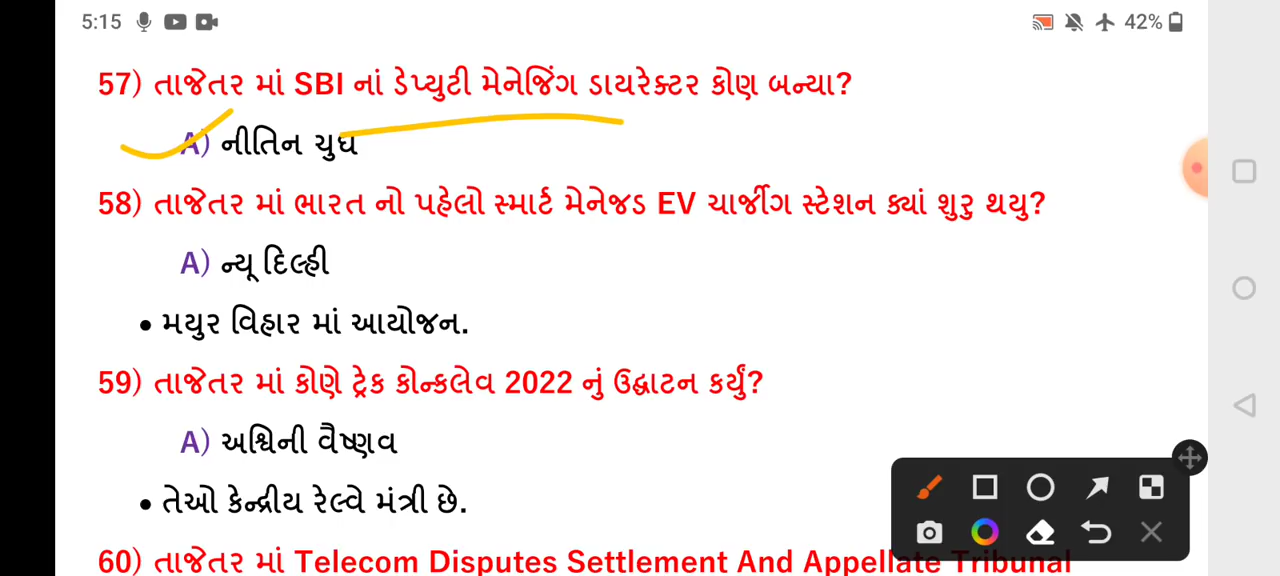 5:15
42%
57) તાજેતર માં SBI નાં ડેપ્યુટી મેનેજિંગ ડાયરેક્ટર કોણ બન્યા?
A) નીતિન ચુઘ
58) તાજેતર માં ભારત નો પહેલો સ્માર્ટ મેનેજડ EV ચાર્જીંગ સ્ટેશન ક્યાં શુરુ થયુ?
A) ન્યૂ દિલ્હી
• મયુર વિહાર માં આયોજન.
59) તાજેતર માં કોણે ટ્રેક કોન્કલેવ 2022 નું ઉદ્ઘાટન કર્યું?
A) અશ્વિની વૈષ્ણવ
• તેઓ કેન્દ્રીય રેલ્વે મંત્રી છે.
60) તાજેતર માં Telecom Disputes Settlement And Appellate Tribunal